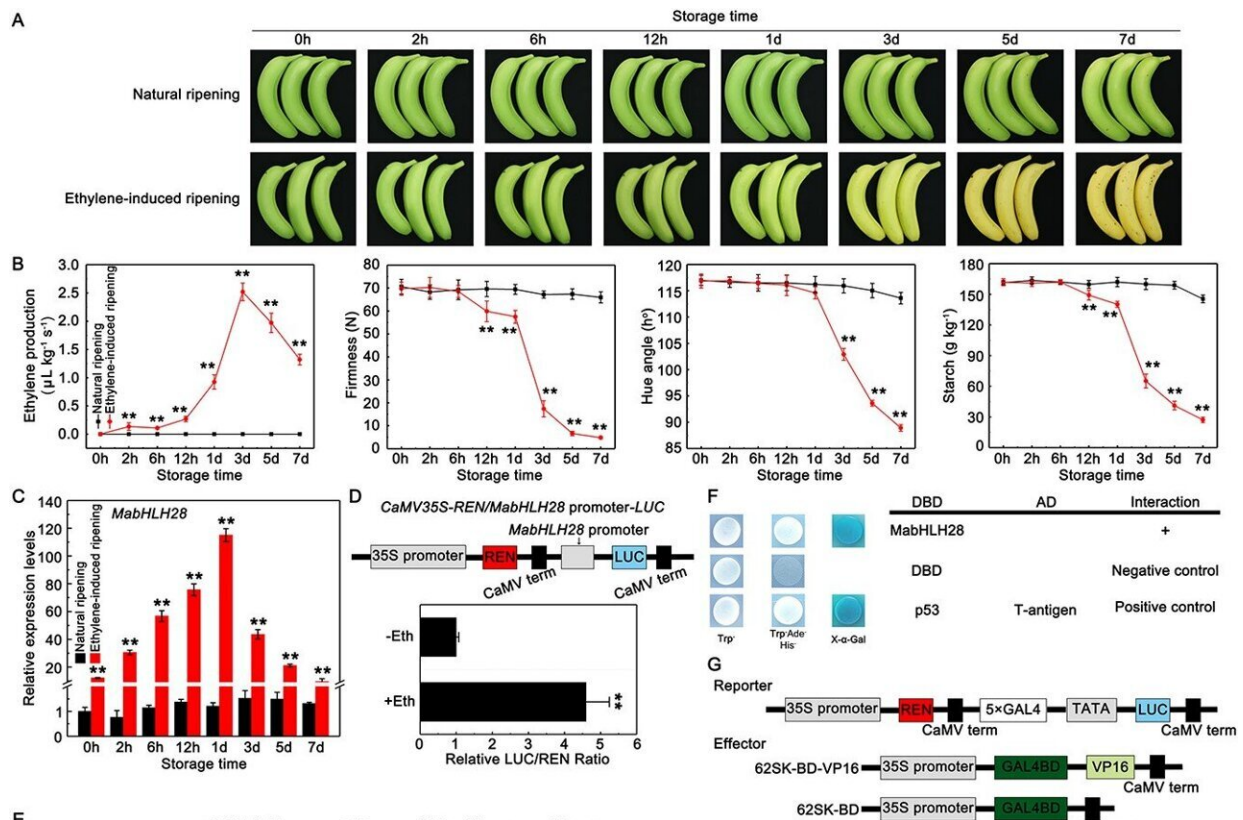 A
Storage time
0h 2h 6h 12h 1d 3d 5d 7d
Natural ripening
Ethylene-induced ripening
B
Ethylene production
(µL kg⁻¹ s⁻¹)
3.0
2.5
2.0
1.5
1.0
0.5
0.0
Natural ripening
Ethylene-induced ripening
** ** ** ** ** ** **
0h 2h 6h 12h 1d 3d 5d 7d
Storage time
Firmness (N)
80
70
60
50
40
30
20
10
0
** ** ** ** **
0h 2h 6h 12h 1d 3d 5d 7d
Storage time
Hue angle (h°)
120
115
110
105
100
95
90
85
** ** **
0h 2h 6h 12h 1d 3d 5d 7d
Storage time
Starch (g kg⁻¹)
180
150
120
90
60
30
0
** ** ** ** **
0h 2h 6h 12h 1d 3d 5d 7d
Storage time
C
MabHLH28
Relative expression levels
140
120
100
80
60
40
20
2
1
0
Natural ripening
Ethylene-induced ripening
** ** ** ** ** ** ** **
0h 2h 6h 12h 1d 3d 5d 7d
Storage time
D
CaMV35S-REN/MabHLH28 promoter-LUC
MabHLH28 promoter
35S promoter REN LUC
CaMV term CaMV term
-Eth
+Eth
**
0 1 2 3 4 5 6
Relative LUC/REN Ratio
F
DBD AD Interaction
MabHLH28 +
DBD Negative control
p53 T-antigen Positive control
Trp⁻ Trp⁻Ade⁻ X-α-Gal
His⁻
G
Reporter
35S promoter REN 5×GAL4 TATA LUC
CaMV term CaMV term
Effector
62SK-BD-VP16 35S promoter GAL4BD VP16
CaMV term
62SK-BD 35S promoter GAL4BD